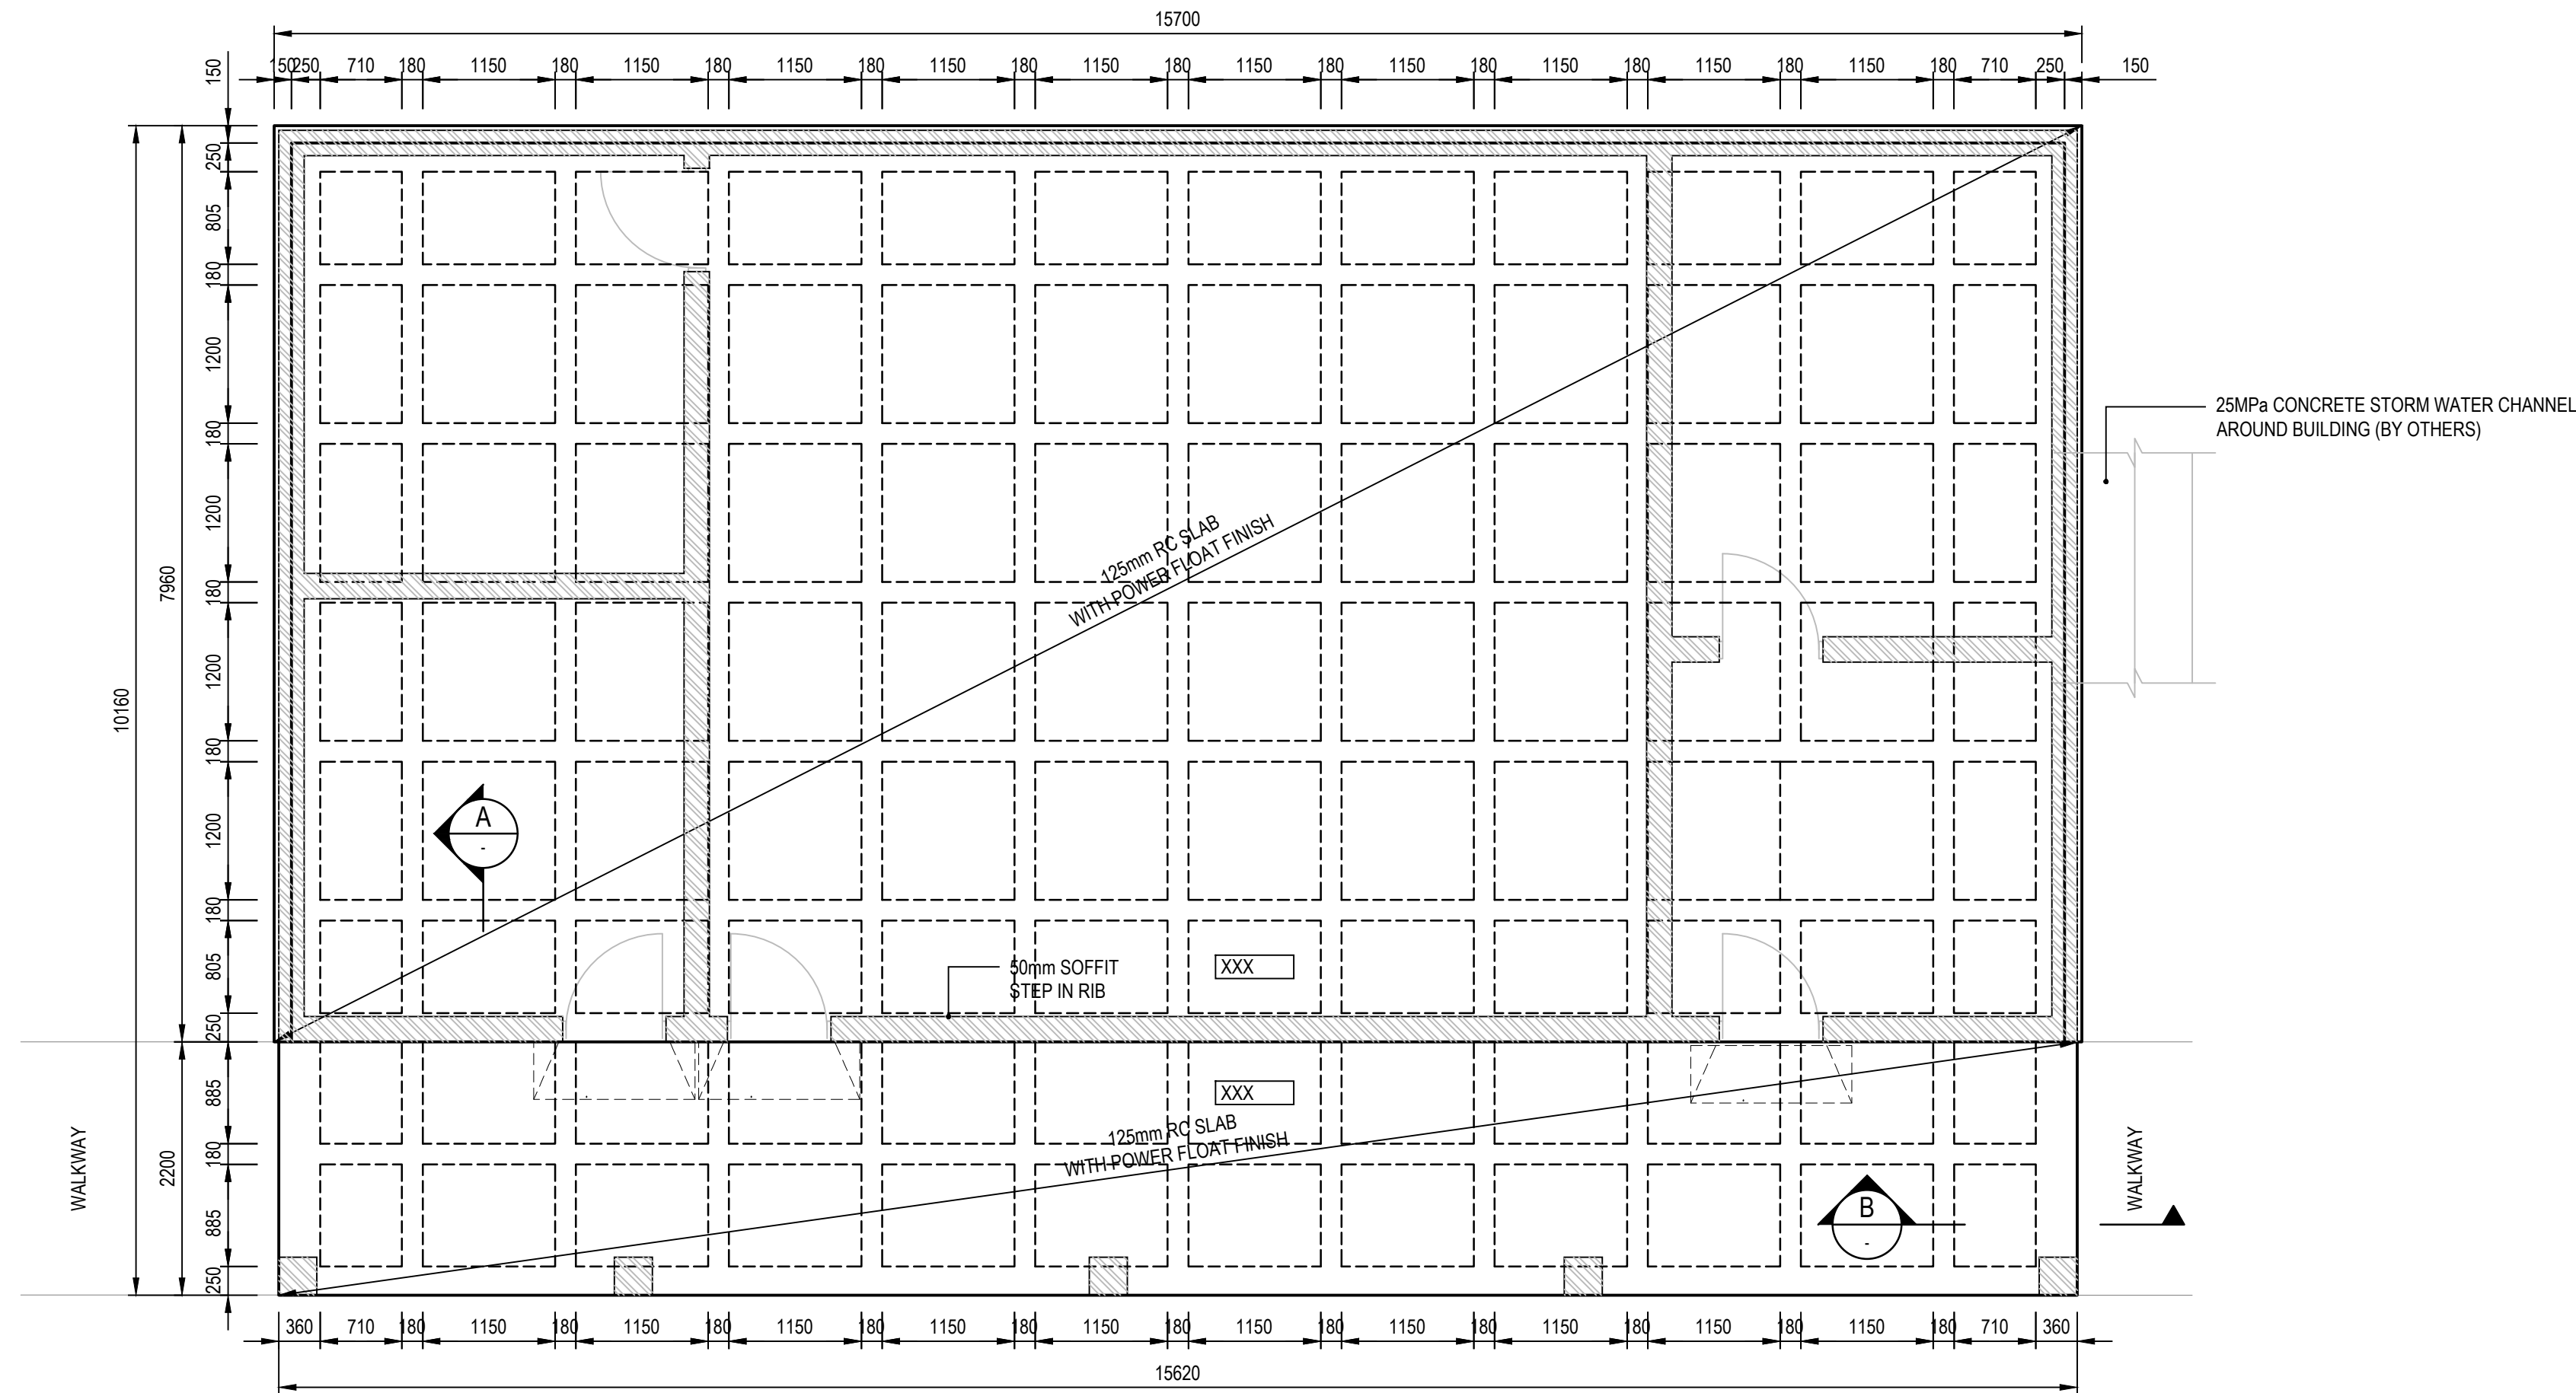 15700
150 250 710 180 1150 180 1150 180 1150 180 1150 180 1150 180 1150 180 1150 180 1150 180 1150 180 1150 180 710 250 150
150
250
805
180
1200
180
1200
180
1200
180
1200
180
805
250
885
180
885
250
7960
10160
2200
25MPa CONCRETE STORM WATER CHANNEL
AROUND BUILDING (BY OTHERS)
125mm RC SLAB
WITH POWER FLOAT FINISH
A
-
50mm SOFFIT
STEP IN RIB
XXX
XXX
125mm RC SLAB
WITH POWER FLOAT FINISH
WALKWAY
B
-
WALKWAY
360 710 180 1150 180 1150 180 1150 180 1150 180 1150 180 1150 180 1150 180 1150 180 1150 180 1150 180 710 360
15620